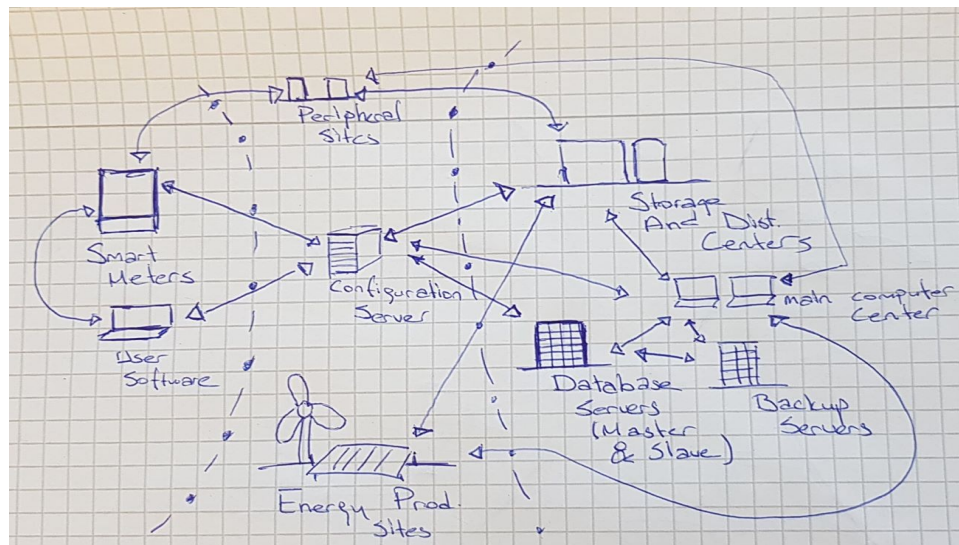 Peripheral
Sites
Storage
And Dist.
Centers
Smart
Meters
Configuration
Server
main computer
Center
User
Software
Database
Servers
(Master
& Slave)
Backup
Servers
Energy Prod.
Sites